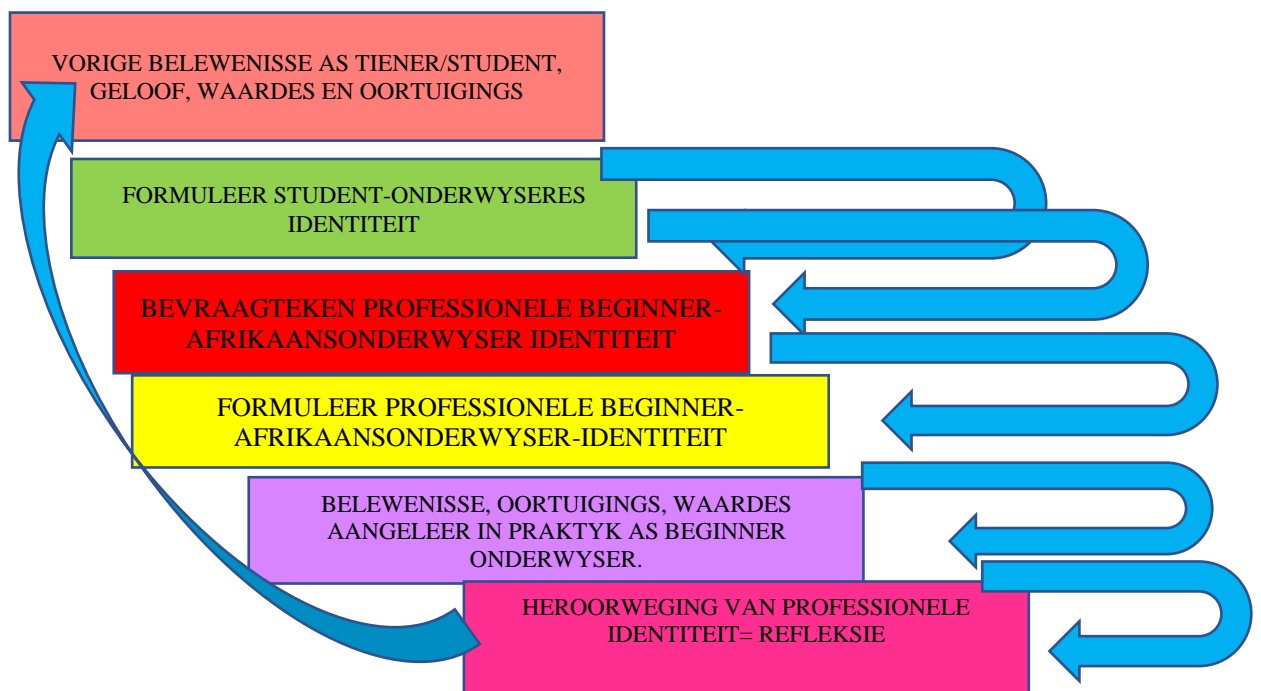 VORIGE BELEWENISSE AS TIENER/STUDENT,
GELOOF, WAARDES EN OORTUIGINGS
FORMULEER STUDENT-ONDERWYSERES
IDENTITEIT
BEVRAAGTEKEN PROFESSIONELE BEGINNER-
AFRIKAANSONDERWYSER IDENTITEIT
FORMULEER PROFESSIONELE BEGINNER-
AFRIKAANSONDERWYSER-IDENTITEIT
BELEWENISSE, OORTUIGINGS, WAARDES
AANGELEER IN PRAKTYK AS BEGINNER
ONDERWYSER.
HEROORWEGING VAN PROFESSIONELE
IDENTITEIT= REFLEKSIE